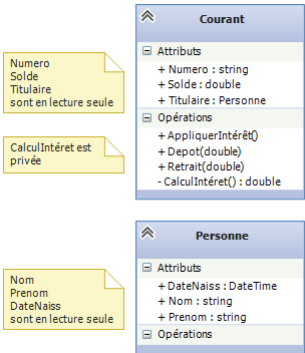 Courant
Numero
Solde
Titulaire
sont en lecture seule
CalculIntéret est
privée
Attributs
+ Numero : string
+ Solde : double
+ Titulaire : Personne
Opérations
+ AppliquerIntérêt()
+ Depot(double)
+ Retrait(double)
- CalculIntéret() : double
Personne
Nom
Prenom
DateNaiss
sont en lecture seule
Attributs
+ DateNaiss : DateTime
+ Nom : string
+ Prenom : string
Opérations